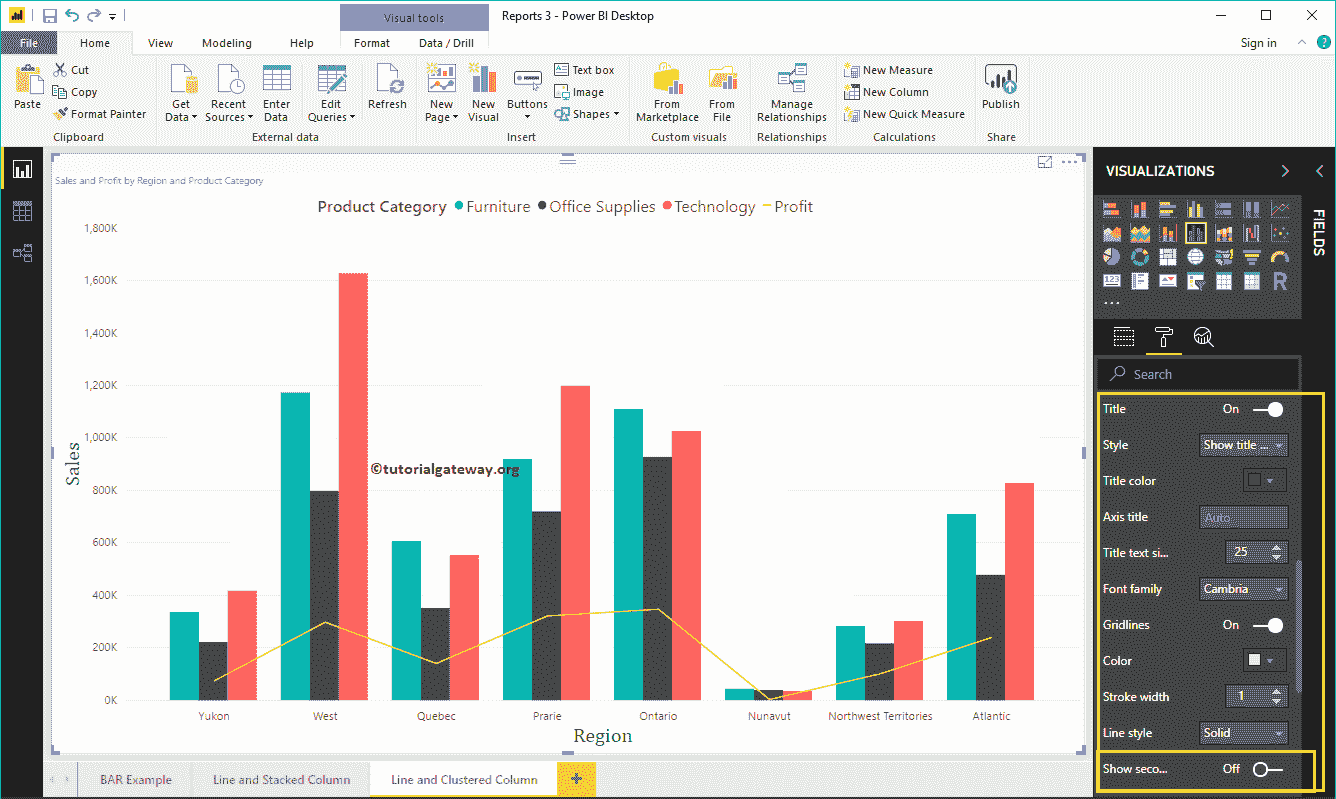 Visual tools
Reports 3 - Power BI Desktop
File Home View Modeling Help Format Data / Drill Sign in
Paste
Cut
Copy
Format Painter
Get Data
Recent Sources
Enter Data
Edit Queries
Refresh
New Page
New Visual
Buttons
Text box
Image
Shapes
From Marketplace
From File
Manage Relationships
New Measure
New Column
New Quick Measure
Publish
Clipboard External data Insert Custom visuals Relationships Calculations Share
Sales and Profit by Region and Product Category
Product Category Furniture Office Supplies Technology Profit
1,800K
1,600K
1,400K
1,200K
1,000K
800K
600K
400K
200K
0K
Sales
©tutorialgateway.org
Yukon West Quebec Prarie Ontario Nunavut Northwest Territories Atlantic
Region
BAR Example Line and Stacked Column Line and Clustered Column +
VISUALIZATIONS
FIELDS
123
R
Search
Title On
Style Show title ...
Title color
Axis title Auto
Title text si... 25
Font family Cambria
Gridlines On
Color
Stroke width 1
Line style Solid
Show seco... Off